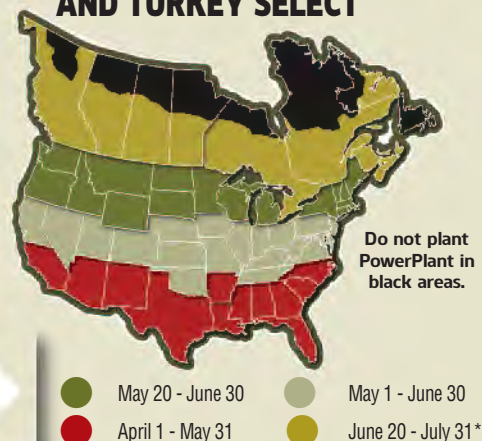 AND TURKEY SELECT
Do not plant
PowerPlant in
black areas.
May 20 - June 30
May 1 - June 30
April 1 - May 31
June 20 - July 31*